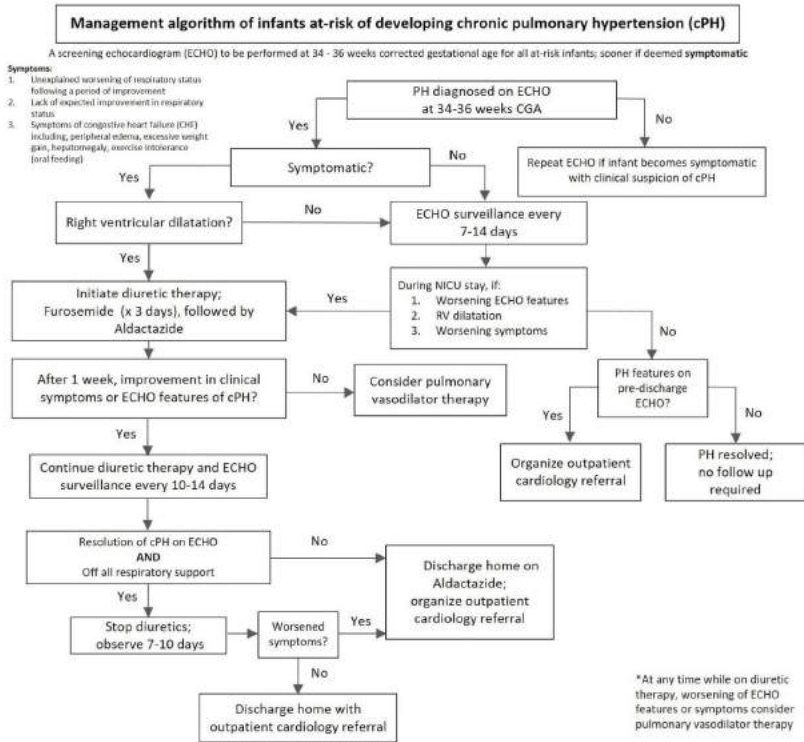 Management algorithm of infants at-risk of developing chronic pulmonary hypertension (cPH)
A screening echocardiogram (ECHO) to be performed at 34 - 36 weeks corrected gestational age for all at-risk infants; sooner if deemed symptomatic
Symptoms:
1. Unexplained worsening of respiratory status
following a period of improvement
2. Lack of expected improvement in respiratory
status
3. Symptoms of congestive heart failure (CHF)
including, peripheral edema, excessive weight
gain, hepatomegaly, exercise intolerance
(oral feeding)
PH diagnosed on ECHO
at 34-36 weeks CGA
Yes
No
Symptomatic?
Repeat ECHO if infant becomes symptomatic
with clinical suspicion of cPH
Yes
No
Right ventricular dilatation?
No
ECHO surveillance every
7-14 days
Yes
Initiate diuretic therapy;
Furosemide (x 3 days), followed by
Aldactazide
Yes
During NICU stay, if:
1. Worsening ECHO features
2. RV dilatation
3. Worsening symptoms
No
After 1 week, improvement in clinical
symptoms or ECHO features of cPH?
No
Consider pulmonary
vasodilator therapy
PH features on
pre-discharge
ECHO?
Yes
No
Yes
Continue diuretic therapy and ECHO
surveillance every 10-14 days
Organize outpatient
cardiology referral
PH resolved;
no follow up
required
Resolution of cPH on ECHO
AND
Off all respiratory support
No
Discharge home on
Aldactazide;
organize outpatient
cardiology referral
Yes
Stop diuretics;
observe 7-10 days
Worsened
symptoms?
Yes
No
Discharge home with
outpatient cardiology referral
*At any time while on diuretic
therapy, worsening of ECHO
features or symptoms consider
pulmonary vasodilator therapy